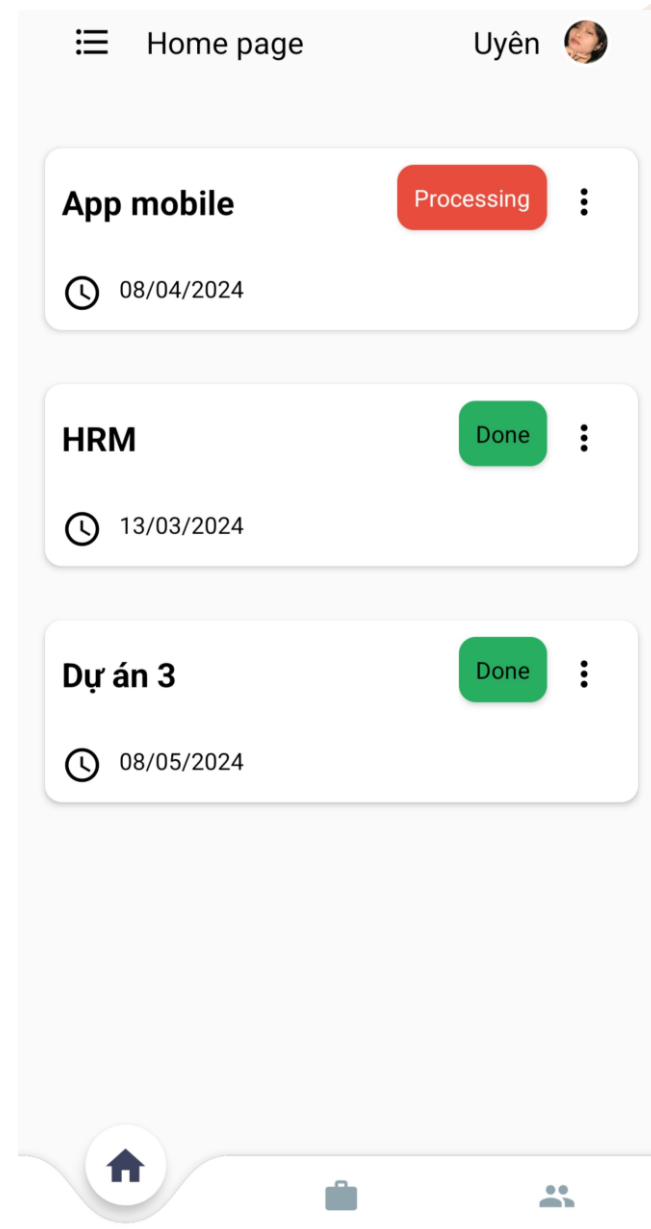 Home page Uyên
App mobile Processing
08/04/2024
HRM Done
13/03/2024
Dự án 3 Done
08/05/2024